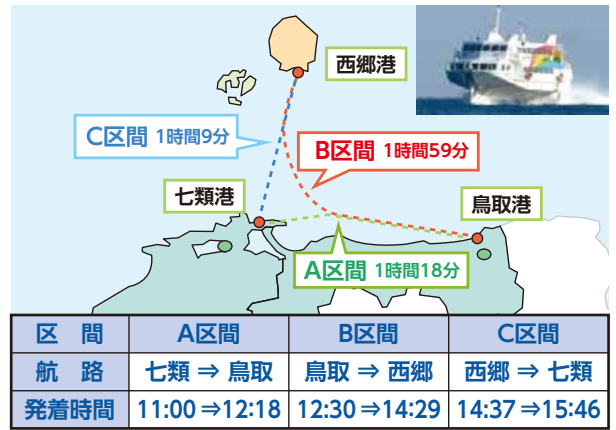 西郷港
C区間 1時間9分
B区間 1時間59分
七類港
鳥取港
A区間 1時間18分
区　間 A区間 B区間 C区間
航　路 七類 ⇒ 鳥取 鳥取 ⇒ 西郷 西郷 ⇒ 七類
発着時間 11:00⇒12:18 12:30⇒14:29 14:37⇒15:46